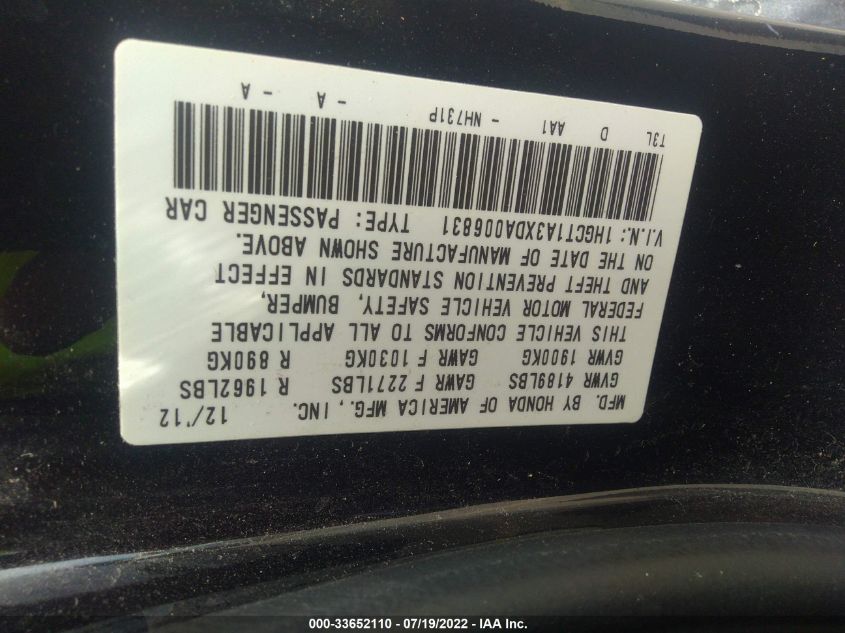 MFD. BY HONDA OF AMERICA MFG., INC. 12/'12
GVWR 4189LBS GAWR F 2271LBS R 1962LBS
GVWR 1900KG GAWR F 1030KG R 890KG
THIS VEHICLE CONFORMS TO ALL APPLICABLE
FEDERAL MOTOR VEHICLE SAFETY, BUMPER,
AND THEFT PREVENTION STANDARDS IN EFFECT
ON THE DATE OF MANUFACTURE SHOWN ABOVE.
V.I.N.: 1HGCT1A3XDA006831 TYPE: PASSENGER CAR
T3L D AA1 - NH731P - A - A
000-33652110 - 07/19/2022 - IAA Inc.